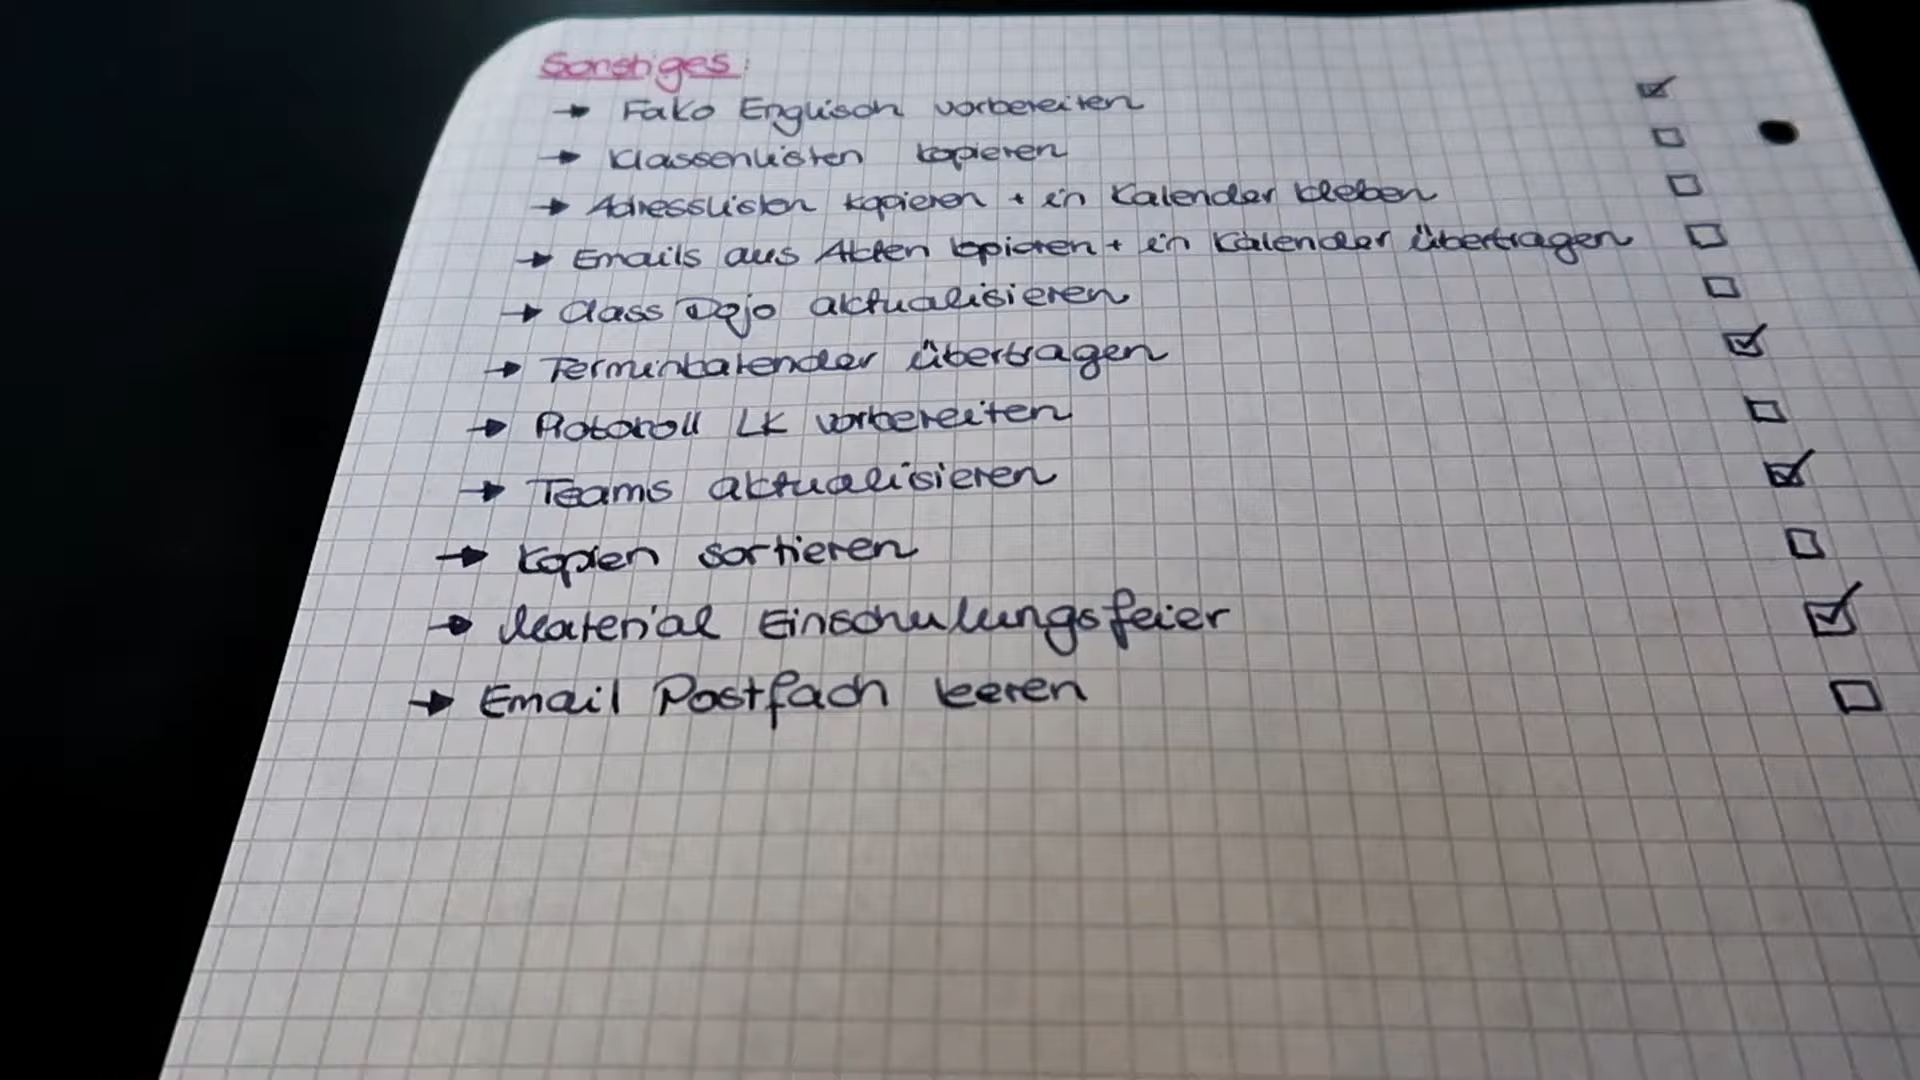 Sonstiges:
→ Fako Englisch vorbereiten
→ Klassenlisten kopieren
→ Adresslisten kopieren + in Kalender kleben
→ Emails aus Akten kopieren + in Kalender übertragen
→ Class Dojo aktualisieren
→ Terminkalender übertragen
→ Protokoll LK vorbereiten
→ Teams aktualisieren
→ Kopien sortieren
→ Material Einschulungsfeier
→ Email Postfach leeren